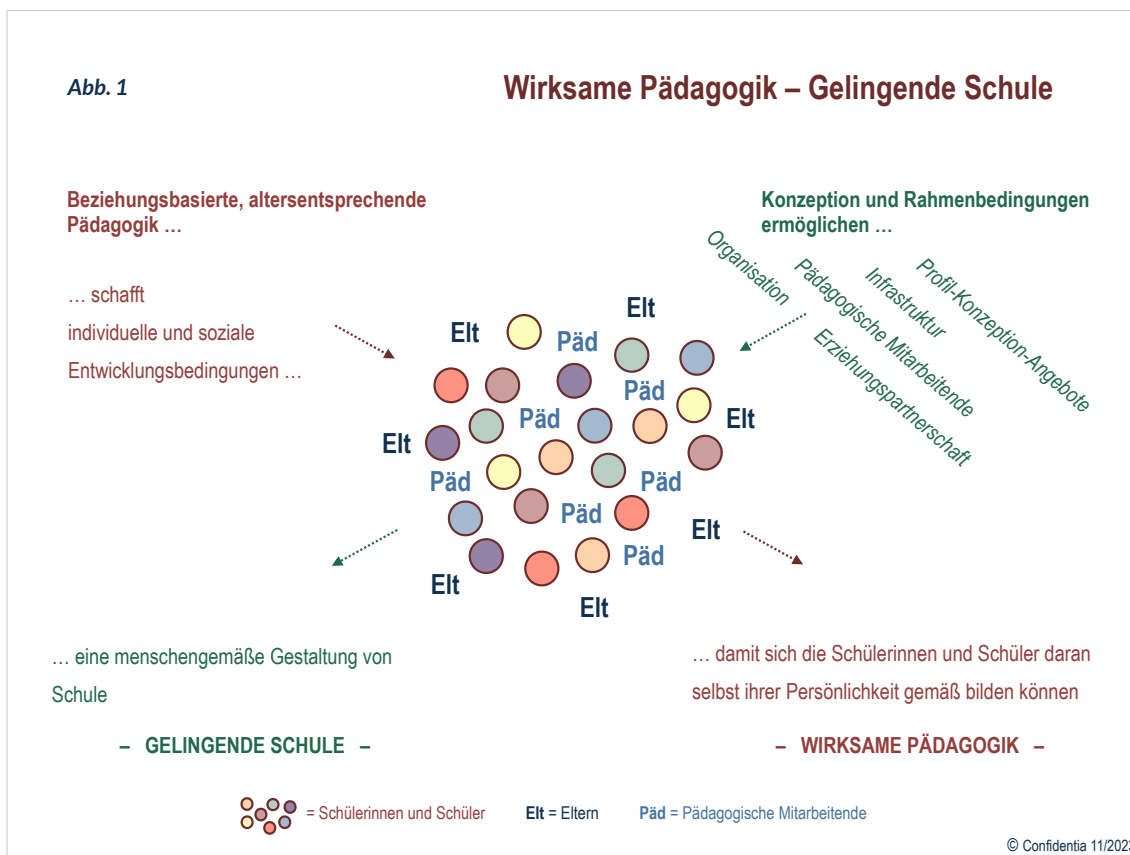 Abb. 1
Wirksame Pädagogik – Gelingende Schule
Beziehungsbasierte, altersentsprechende
Pädagogik …
… schafft
individuelle und soziale
Entwicklungsbedingungen …
Konzeption und Rahmenbedingungen
ermöglichen …
Organisation
Pädagogische Mitarbeitende
Infrastruktur
Profil-Konzeption-Angebote
Erziehungspartnerschaft
Elt
Elt
Päd
Päd
Päd
Elt
Elt
Päd
Päd
Päd
Elt
Päd
Elt
Elt
… eine menschengemäße Gestaltung von
Schule
– GELINGENDE SCHULE –
… damit sich die Schülerinnen und Schüler daran
selbst ihrer Persönlichkeit gemäß bilden können
– WIRKSAME PÄDAGOGIK –
= Schülerinnen und Schüler
Elt = Eltern
Päd = Pädagogische Mitarbeitende
© Confidentia 11/2023